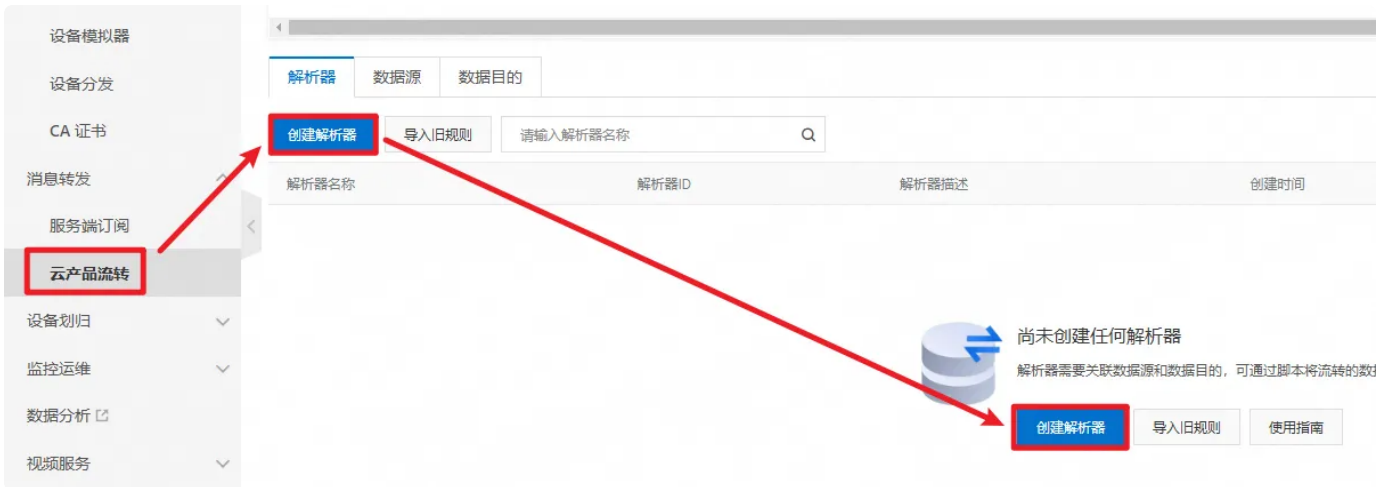 设备模拟器
设备分发
CA 证书
消息转发
服务端订阅
云产品流转
设备划归
监控运维
数据分析
视频服务
解析器 数据源 数据目的
创建解析器 导入旧规则 请输入解析器名称
解析器名称 解析器ID 解析器描述 创建时间
尚未创建任何解析器
解析器需要关联数据源和数据目的，可通过脚本将流转的数据
创建解析器 导入旧规则 使用指南